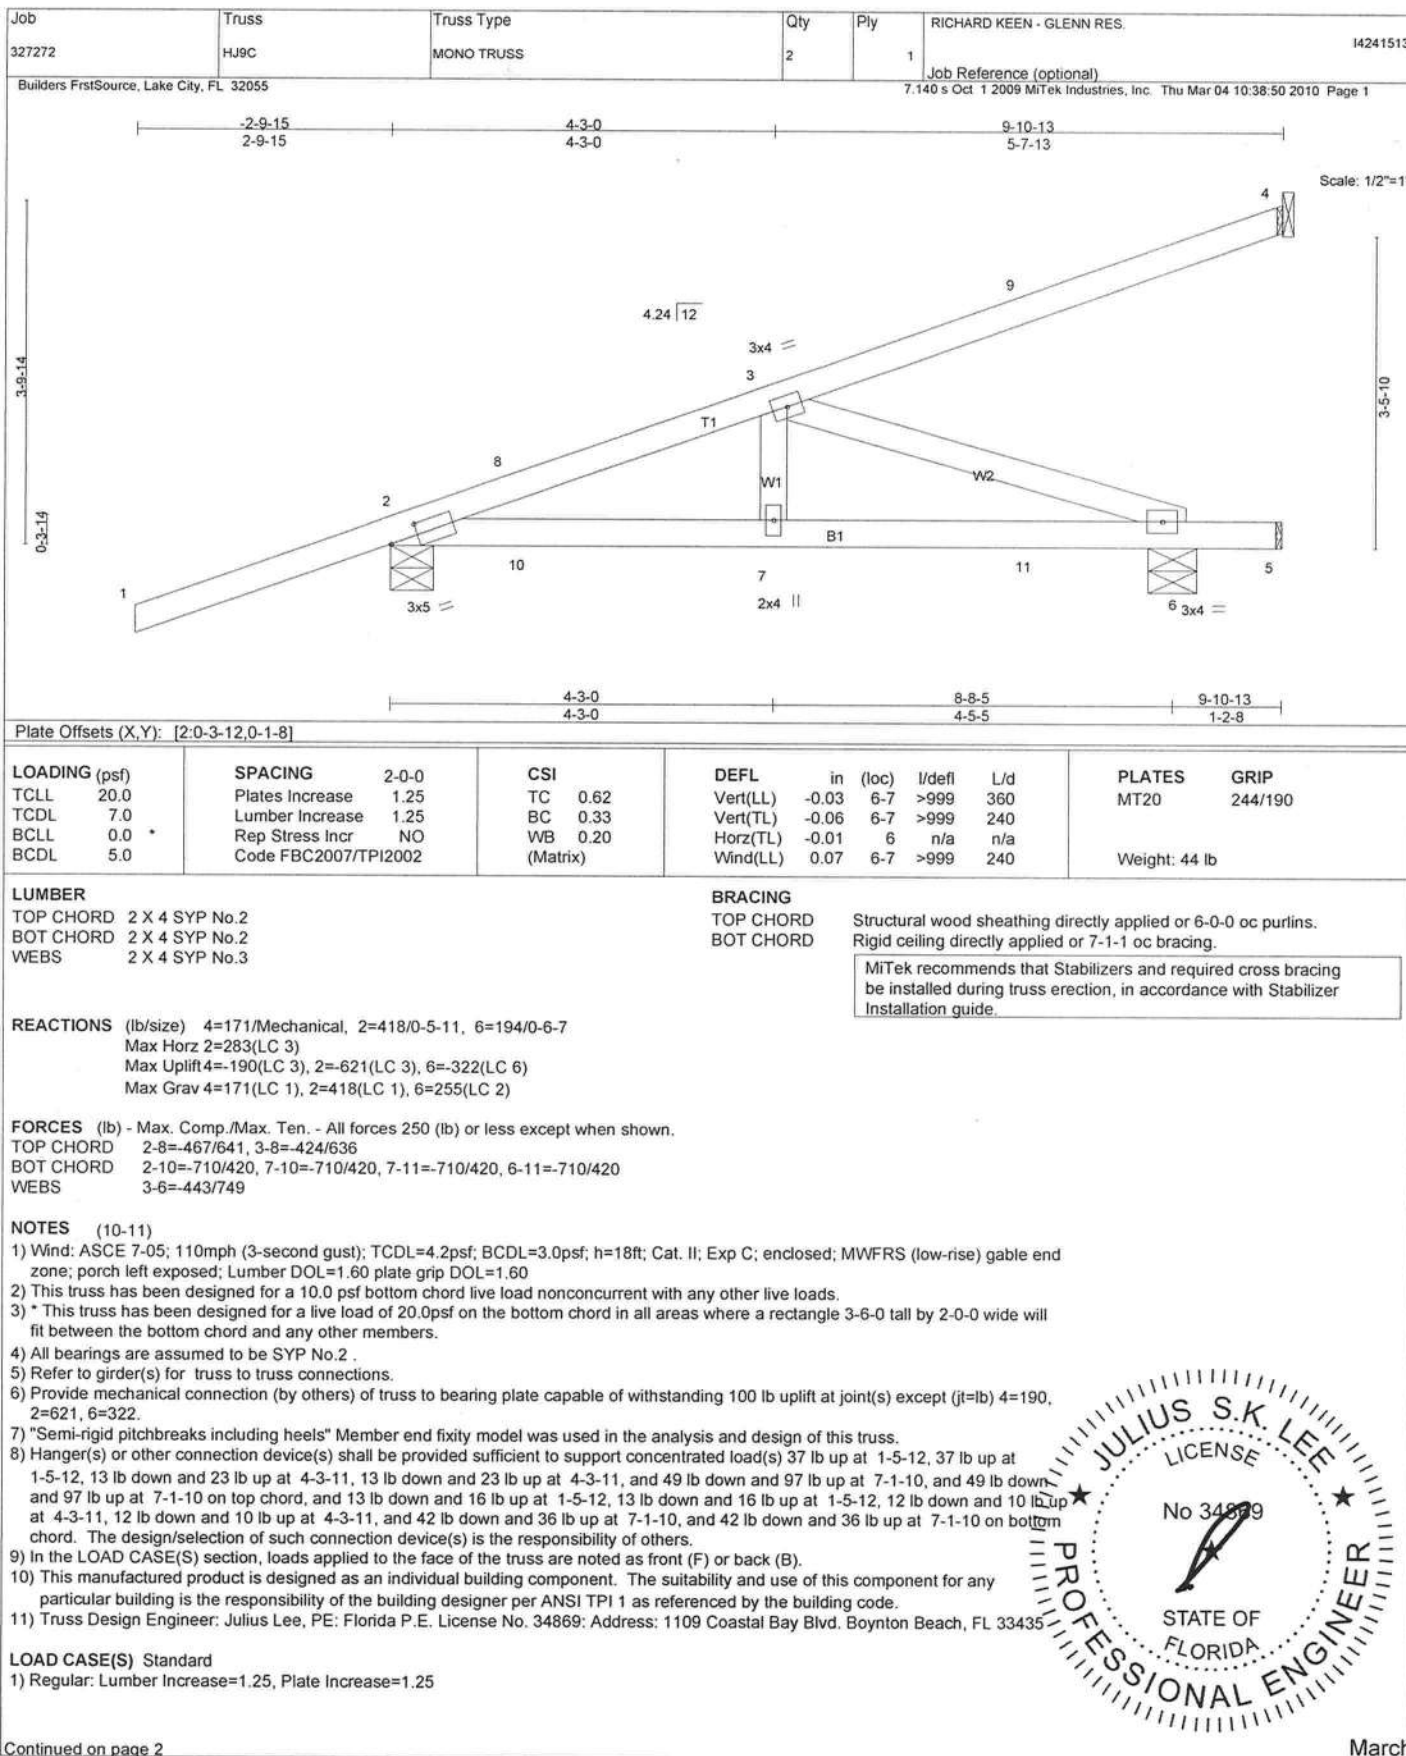 Job Truss Truss Type Qty Ply RICHARD KEEN - GLENN RES.
I4241513
327272 HJ9C MONO TRUSS 2 1
Job Reference (optional)
Builders FrstSource, Lake City, FL 32055 7.140 s Oct 1 2009 MiTek Industries, Inc. Thu Mar 04 10:38:50 2010 Page 1
-2-9-15 4-3-0 9-10-13
2-9-15 4-3-0 5-7-13
Scale: 1/2"=1'
4
9
4.24 12
3x4 =
3
3-9-14
3-5-10
T1
8
W1
W2
2
0-3-14
B1
10
7
11
5
1
3x5 =
2x4 ||
6 3x4 =
4-3-0 8-8-5 9-10-13
4-3-0 4-5-5 1-2-8
Plate Offsets (X,Y): [2:0-3-12,0-1-8]
LOADING (psf) SPACING 2-0-0 CSI DEFL in (loc) l/defl L/d PLATES GRIP
TCLL 20.0 Plates Increase 1.25 TC 0.62 Vert(LL) -0.03 6-7 >999 360 MT20 244/190
TCDL 7.0 Lumber Increase 1.25 BC 0.33 Vert(TL) -0.06 6-7 >999 240
BCLL 0.0 * Rep Stress Incr NO WB 0.20 Horz(TL) -0.01 6 n/a n/a
BCDL 5.0 Code FBC2007/TPI2002 (Matrix) Wind(LL) 0.07 6-7 >999 240 Weight: 44 lb
LUMBER
TOP CHORD 2 X 4 SYP No.2
BOT CHORD 2 X 4 SYP No.2
WEBS 2 X 4 SYP No.3
BRACING
TOP CHORD Structural wood sheathing directly applied or 6-0-0 oc purlins.
BOT CHORD Rigid ceiling directly applied or 7-1-1 oc bracing.
MiTek recommends that Stabilizers and required cross bracing
be installed during truss erection, in accordance with Stabilizer
Installation guide.
REACTIONS (lb/size) 4=171/Mechanical, 2=418/0-5-11, 6=194/0-6-7
Max Horz 2=283(LC 3)
Max Uplift4=-190(LC 3), 2=-621(LC 3), 6=-322(LC 6)
Max Grav 4=171(LC 1), 2=418(LC 1), 6=255(LC 2)
FORCES (lb) - Max. Comp./Max. Ten. - All forces 250 (lb) or less except when shown.
TOP CHORD 2-8=-467/641, 3-8=-424/636
BOT CHORD 2-10=-710/420, 7-10=-710/420, 7-11=-710/420, 6-11=-710/420
WEBS 3-6=-443/749
NOTES (10-11)
1) Wind: ASCE 7-05; 110mph (3-second gust); TCDL=4.2psf; BCDL=3.0psf; h=18ft; Cat. II; Exp C; enclosed; MWFRS (low-rise) gable end
zone; porch left exposed; Lumber DOL=1.60 plate grip DOL=1.60
2) This truss has been designed for a 10.0 psf bottom chord live load nonconcurrent with any other live loads.
3) * This truss has been designed for a live load of 20.0psf on the bottom chord in all areas where a rectangle 3-6-0 tall by 2-0-0 wide will
fit between the bottom chord and any other members.
4) All bearings are assumed to be SYP No.2 .
5) Refer to girder(s) for truss to truss connections.
6) Provide mechanical connection (by others) of truss to bearing plate capable of withstanding 100 lb uplift at joint(s) except (jt=lb) 4=190,
2=621, 6=322.
7) "Semi-rigid pitchbreaks including heels" Member end fixity model was used in the analysis and design of this truss.
8) Hanger(s) or other connection device(s) shall be provided sufficient to support concentrated load(s) 37 lb up at 1-5-12, 37 lb up at
1-5-12, 13 lb down and 23 lb up at 4-3-11, 13 lb down and 23 lb up at 4-3-11, and 49 lb down and 97 lb up at 7-1-10, and 49 lb down
and 97 lb up at 7-1-10 on top chord, and 13 lb down and 16 lb up at 1-5-12, 13 lb down and 16 lb up at 1-5-12, 12 lb down and 10 lb up
at 4-3-11, 12 lb down and 10 lb up at 4-3-11, and 42 lb down and 36 lb up at 7-1-10, and 42 lb down and 36 lb up at 7-1-10 on bottom
chord. The design/selection of such connection device(s) is the responsibility of others.
9) In the LOAD CASE(S) section, loads applied to the face of the truss are noted as front (F) or back (B).
10) This manufactured product is designed as an individual building component. The suitability and use of this component for any
particular building is the responsibility of the building designer per ANSI TPI 1 as referenced by the building code.
11) Truss Design Engineer: Julius Lee, PE: Florida P.E. License No. 34869: Address: 1109 Coastal Bay Blvd. Boynton Beach, FL 33435
LOAD CASE(S) Standard
1) Regular: Lumber Increase=1.25, Plate Increase=1.25
JULIUS S.K. LEE
LICENSE
No 34869
STATE OF
FLORIDA
PROFESSIONAL ENGINEER
Continued on page 2
March